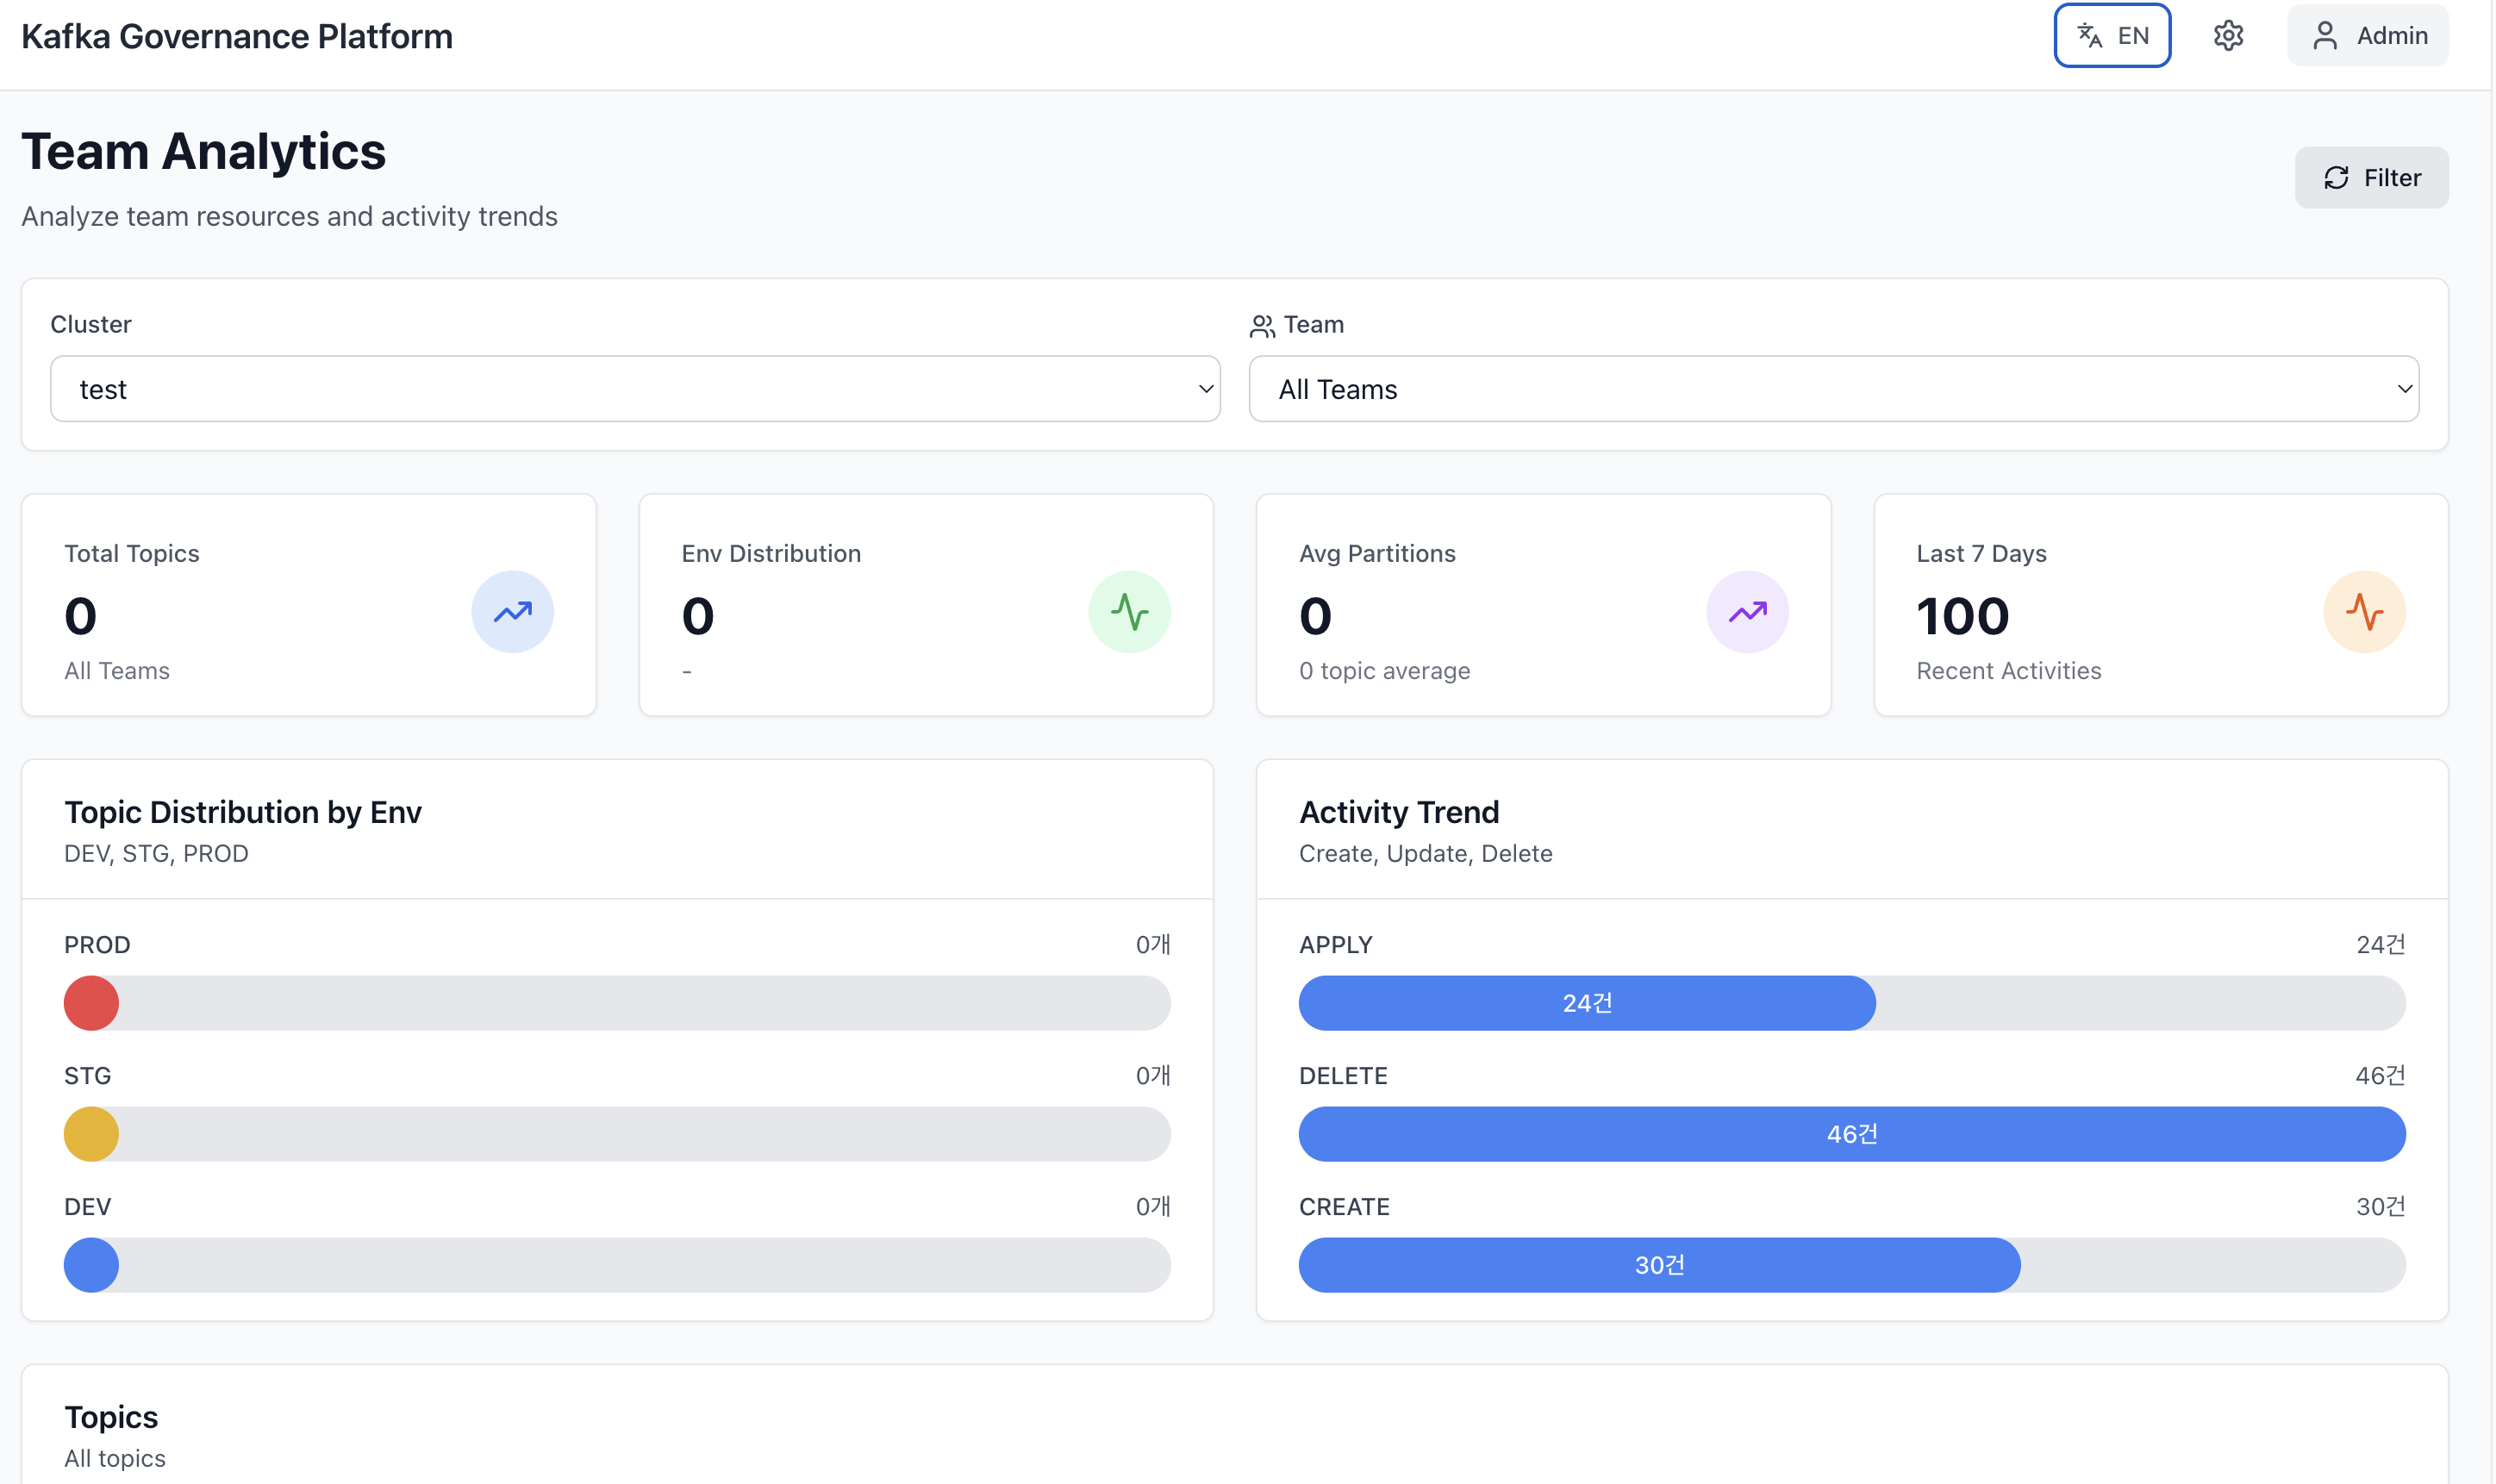 Kafka Governance Platform
EN
Admin
Team Analytics
Analyze team resources and activity trends
Filter
Cluster
test
Team
All Teams
Total Topics
0
All Teams
Env Distribution
0
-
Avg Partitions
0
0 topic average
Last 7 Days
100
Recent Activities
Topic Distribution by Env
DEV, STG, PROD
PROD
0개
STG
0개
DEV
0개
Activity Trend
Create, Update, Delete
APPLY
24건
24건
DELETE
46건
46건
CREATE
30건
30건
Topics
All topics